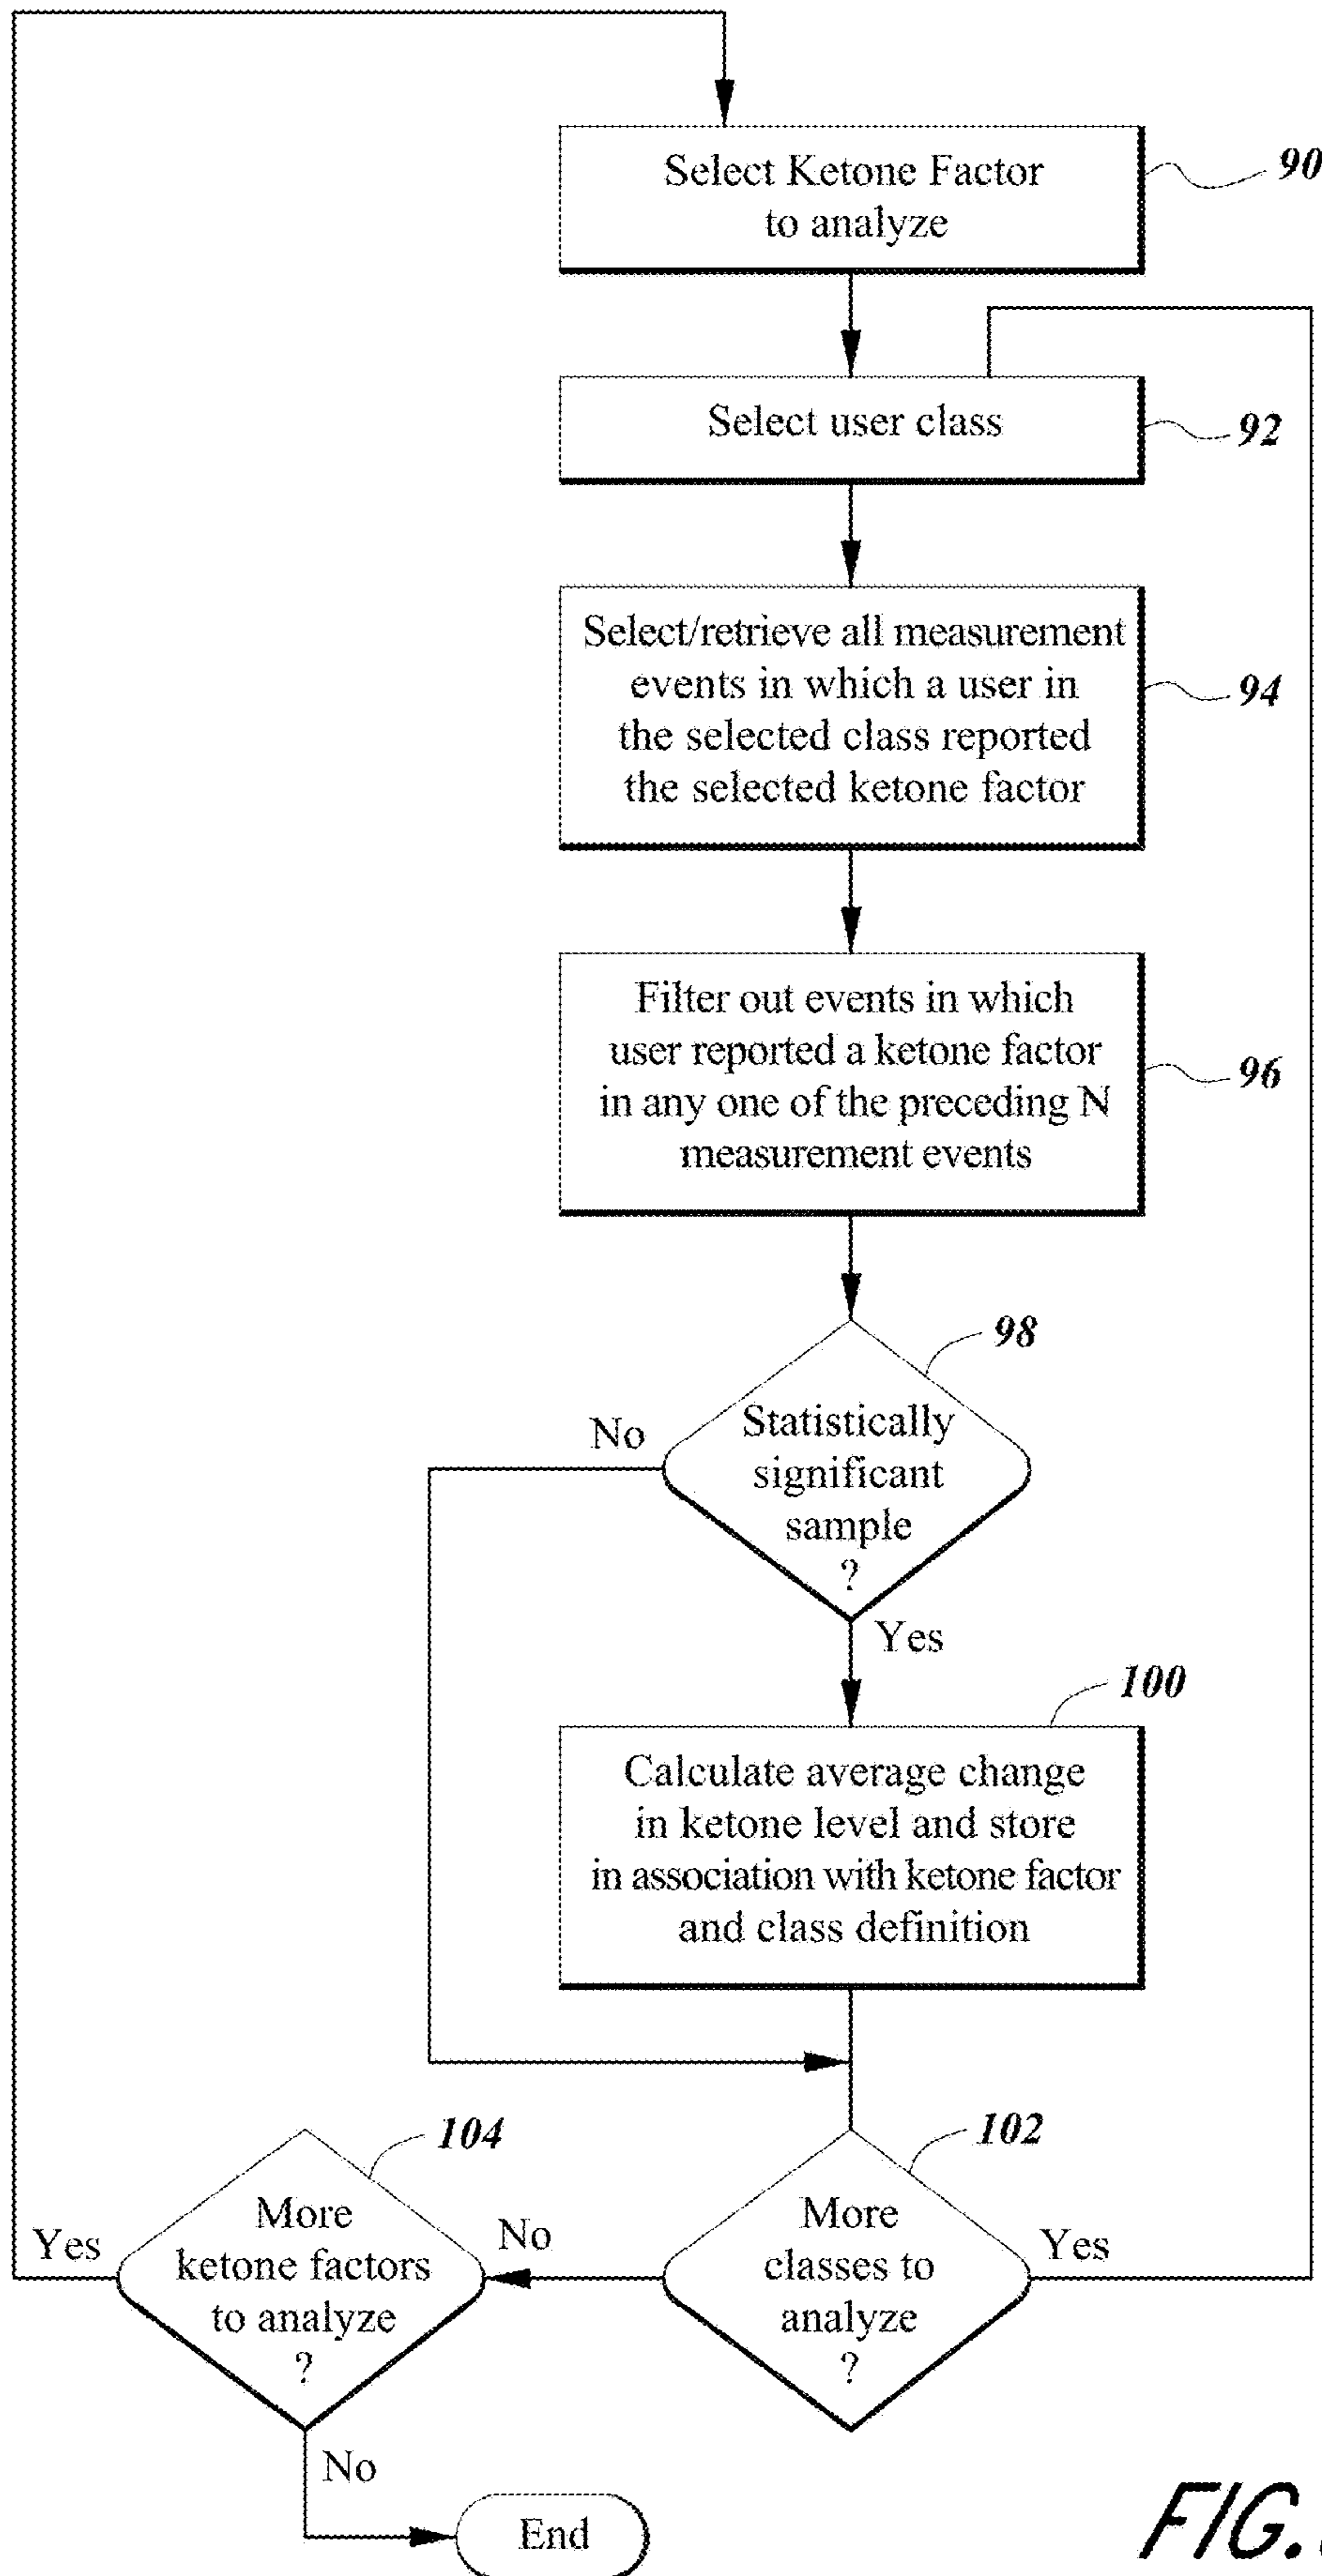 Select Ketone Factor
to analyze
90
Select user class
92
Select/retrieve all measurement
events in which a user in
the selected class reported
the selected ketone factor
94
Filter out events in which
user reported a ketone factor
in any one of the preceding N
measurement events
96
98
No
Statistically
significant
sample
?
Yes
100
Calculate average change
in ketone level and store
in association with ketone factor
and class definition
104
102
Yes
More
ketone factors
to analyze
?
No
More
classes to
analyze
?
Yes
No
End
FIG.